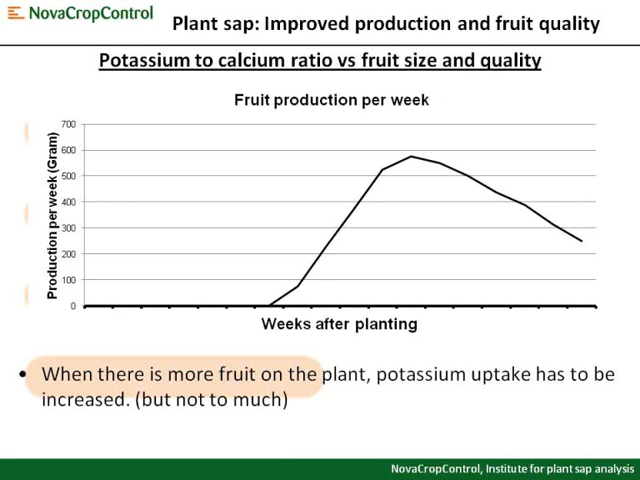 NovaCropControl
Plant sap: Improved production and fruit quality
Potassium to calcium ratio vs fruit size and quality
Fruit production per week
700
600
500
400
300
200
100
0
Production per week (Gram)
Weeks after planting
• When there is more fruit on the plant, potassium uptake has to be
increased. (but not to much)
NovaCropControl, Institute for plant sap analysis